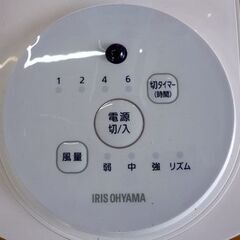 1 2 4 6
切タイマー
(時間)
電源
切/入
風量
弱 中 強 リズム
IRIS OHYAMA